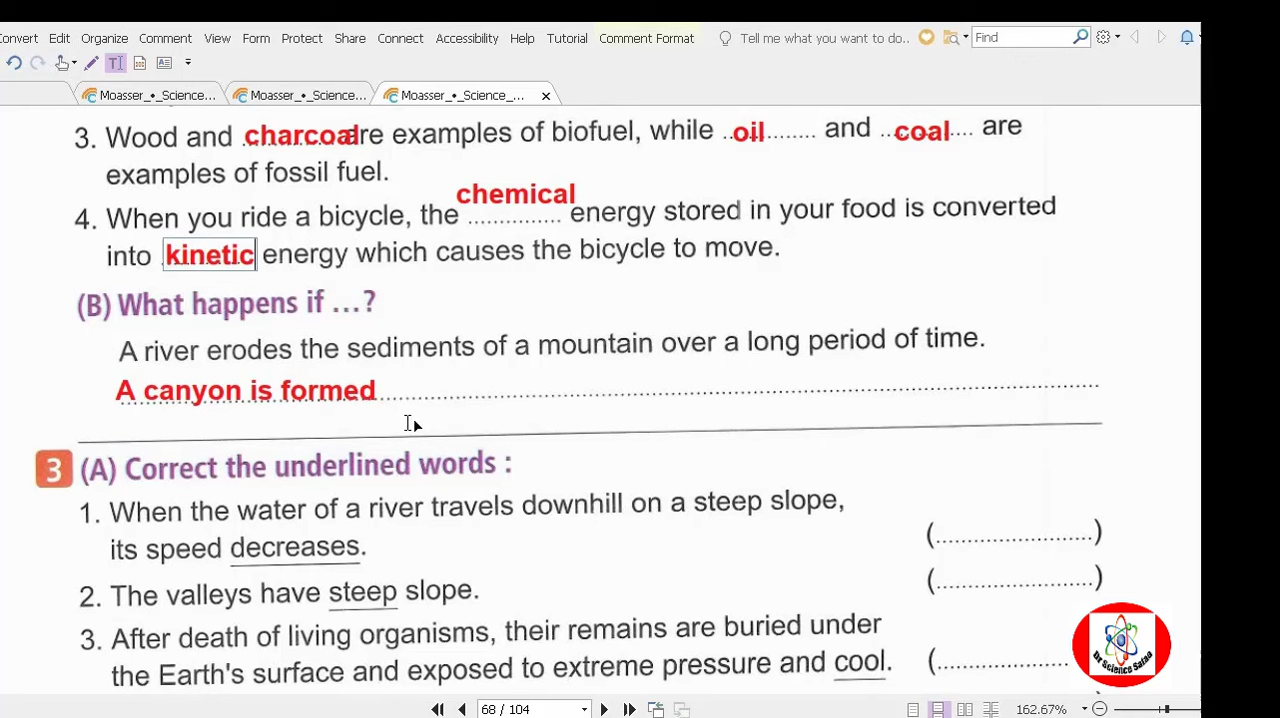 Convert Edit Organize Comment View Form Protect Share Connect Accessibility Help Tutorial Comment Format Tell me what you want to do.. Find
Moasser_•_Science... Moasser_•_Science... Moasser_•_Science_...
3. Wood and charcoal are examples of biofuel, while ..oil......... and ..coal.... are
examples of fossil fuel.
chemical
4. When you ride a bicycle, the ............... energy stored in your food is converted
into kinetic energy which causes the bicycle to move.
(B) What happens if ...?
A river erodes the sediments of a mountain over a long period of time.
A canyon is formed
3 (A) Correct the underlined words :
1. When the water of a river travels downhill on a steep slope,
its speed decreases. (..............................)
2. The valleys have steep slope. (..............................)
3. After death of living organisms, their remains are buried under
the Earth's surface and exposed to extreme pressure and cool. (.........................
Dr Science Safaa
68 / 104 162.67%